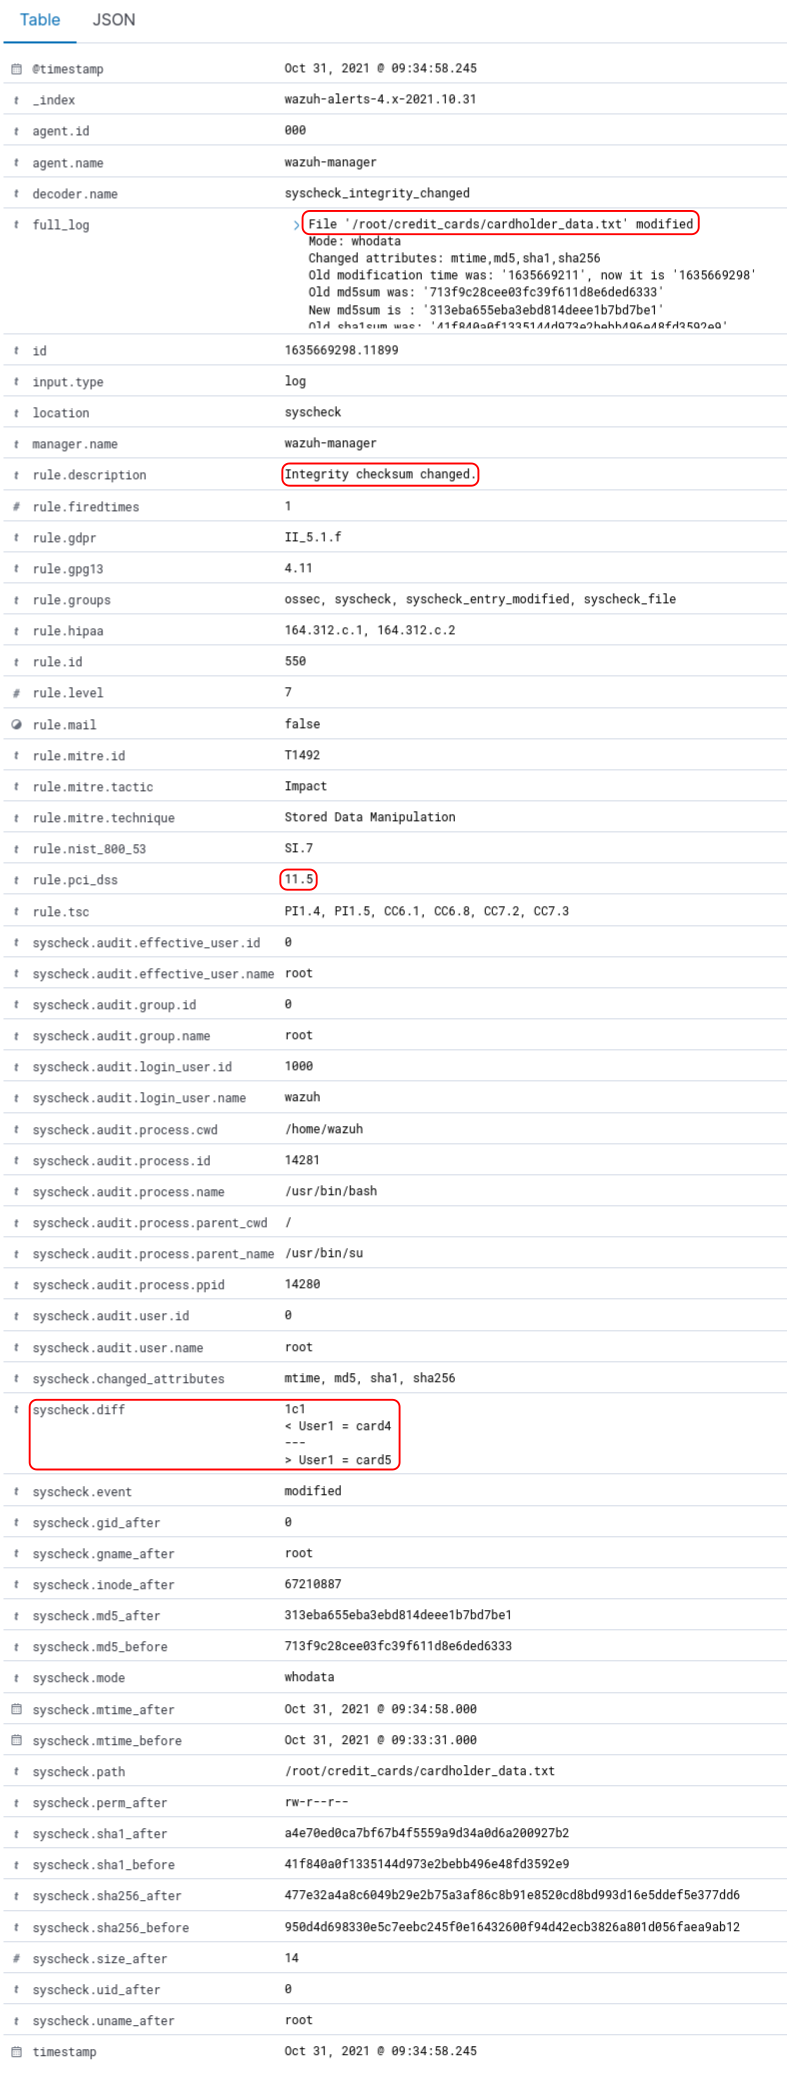 Table JSON
@timestamp Oct 31, 2021 @ 09:34:58.245
t _index wazuh-alerts-4.x-2021.10.31
t agent.id 000
t agent.name wazuh-manager
t decoder.name syscheck_integrity_changed
t full_log > File '/root/credit_cards/cardholder_data.txt' modified
Mode: whodata
Changed attributes: mtime,md5,sha1,sha256
Old modification time was: '1635669211', now it is '1635669298'
Old md5sum was: '713f9c28cee03fc39f611d8e6ded6333'
New md5sum is : '313eba655eba3ebd814deee1b7bd7be1'
Old sha1sum was: '41f840a0f1335144d973e2bebb496e48fd3592e9'
t id 1635669298.11899
t input.type log
t location syscheck
t manager.name wazuh-manager
t rule.description Integrity checksum changed.
# rule.firedtimes 1
t rule.gdpr II_5.1.f
t rule.gpg13 4.11
t rule.groups ossec, syscheck, syscheck_entry_modified, syscheck_file
t rule.hipaa 164.312.c.1, 164.312.c.2
t rule.id 550
# rule.level 7
rule.mail false
t rule.mitre.id T1492
t rule.mitre.tactic Impact
t rule.mitre.technique Stored Data Manipulation
t rule.nist_800_53 SI.7
t rule.pci_dss 11.5
t rule.tsc PI1.4, PI1.5, CC6.1, CC6.8, CC7.2, CC7.3
t syscheck.audit.effective_user.id 0
t syscheck.audit.effective_user.name root
t syscheck.audit.group.id 0
t syscheck.audit.group.name root
t syscheck.audit.login_user.id 1000
t syscheck.audit.login_user.name wazuh
t syscheck.audit.process.cwd /home/wazuh
t syscheck.audit.process.id 14281
t syscheck.audit.process.name /usr/bin/bash
t syscheck.audit.process.parent_cwd /
t syscheck.audit.process.parent_name /usr/bin/su
t syscheck.audit.process.ppid 14280
t syscheck.audit.user.id 0
t syscheck.audit.user.name root
t syscheck.changed_attributes mtime, md5, sha1, sha256
t syscheck.diff 1c1
< User1 = card4
---
> User1 = card5
t syscheck.event modified
t syscheck.gid_after 0
t syscheck.gname_after root
t syscheck.inode_after 67210887
t syscheck.md5_after 313eba655eba3ebd814deee1b7bd7be1
t syscheck.md5_before 713f9c28cee03fc39f611d8e6ded6333
t syscheck.mode whodata
syscheck.mtime_after Oct 31, 2021 @ 09:34:58.000
syscheck.mtime_before Oct 31, 2021 @ 09:33:31.000
t syscheck.path /root/credit_cards/cardholder_data.txt
t syscheck.perm_after rw-r--r--
t syscheck.sha1_after a4e70ed0ca7bf67b4f5559a9d34a0d6a200927b2
t syscheck.sha1_before 41f840a0f1335144d973e2bebb496e48fd3592e9
t syscheck.sha256_after 477e32a4a8c6049b29e2b75a3af86c8b91e8520cd8bd993d16e5ddef5e377dd6
t syscheck.sha256_before 950d4d698330e5c7eebc245f0e16432600f94d42ecb3826a801d056faea9ab12
# syscheck.size_after 14
t syscheck.uid_after 0
t syscheck.uname_after root
timestamp Oct 31, 2021 @ 09:34:58.245